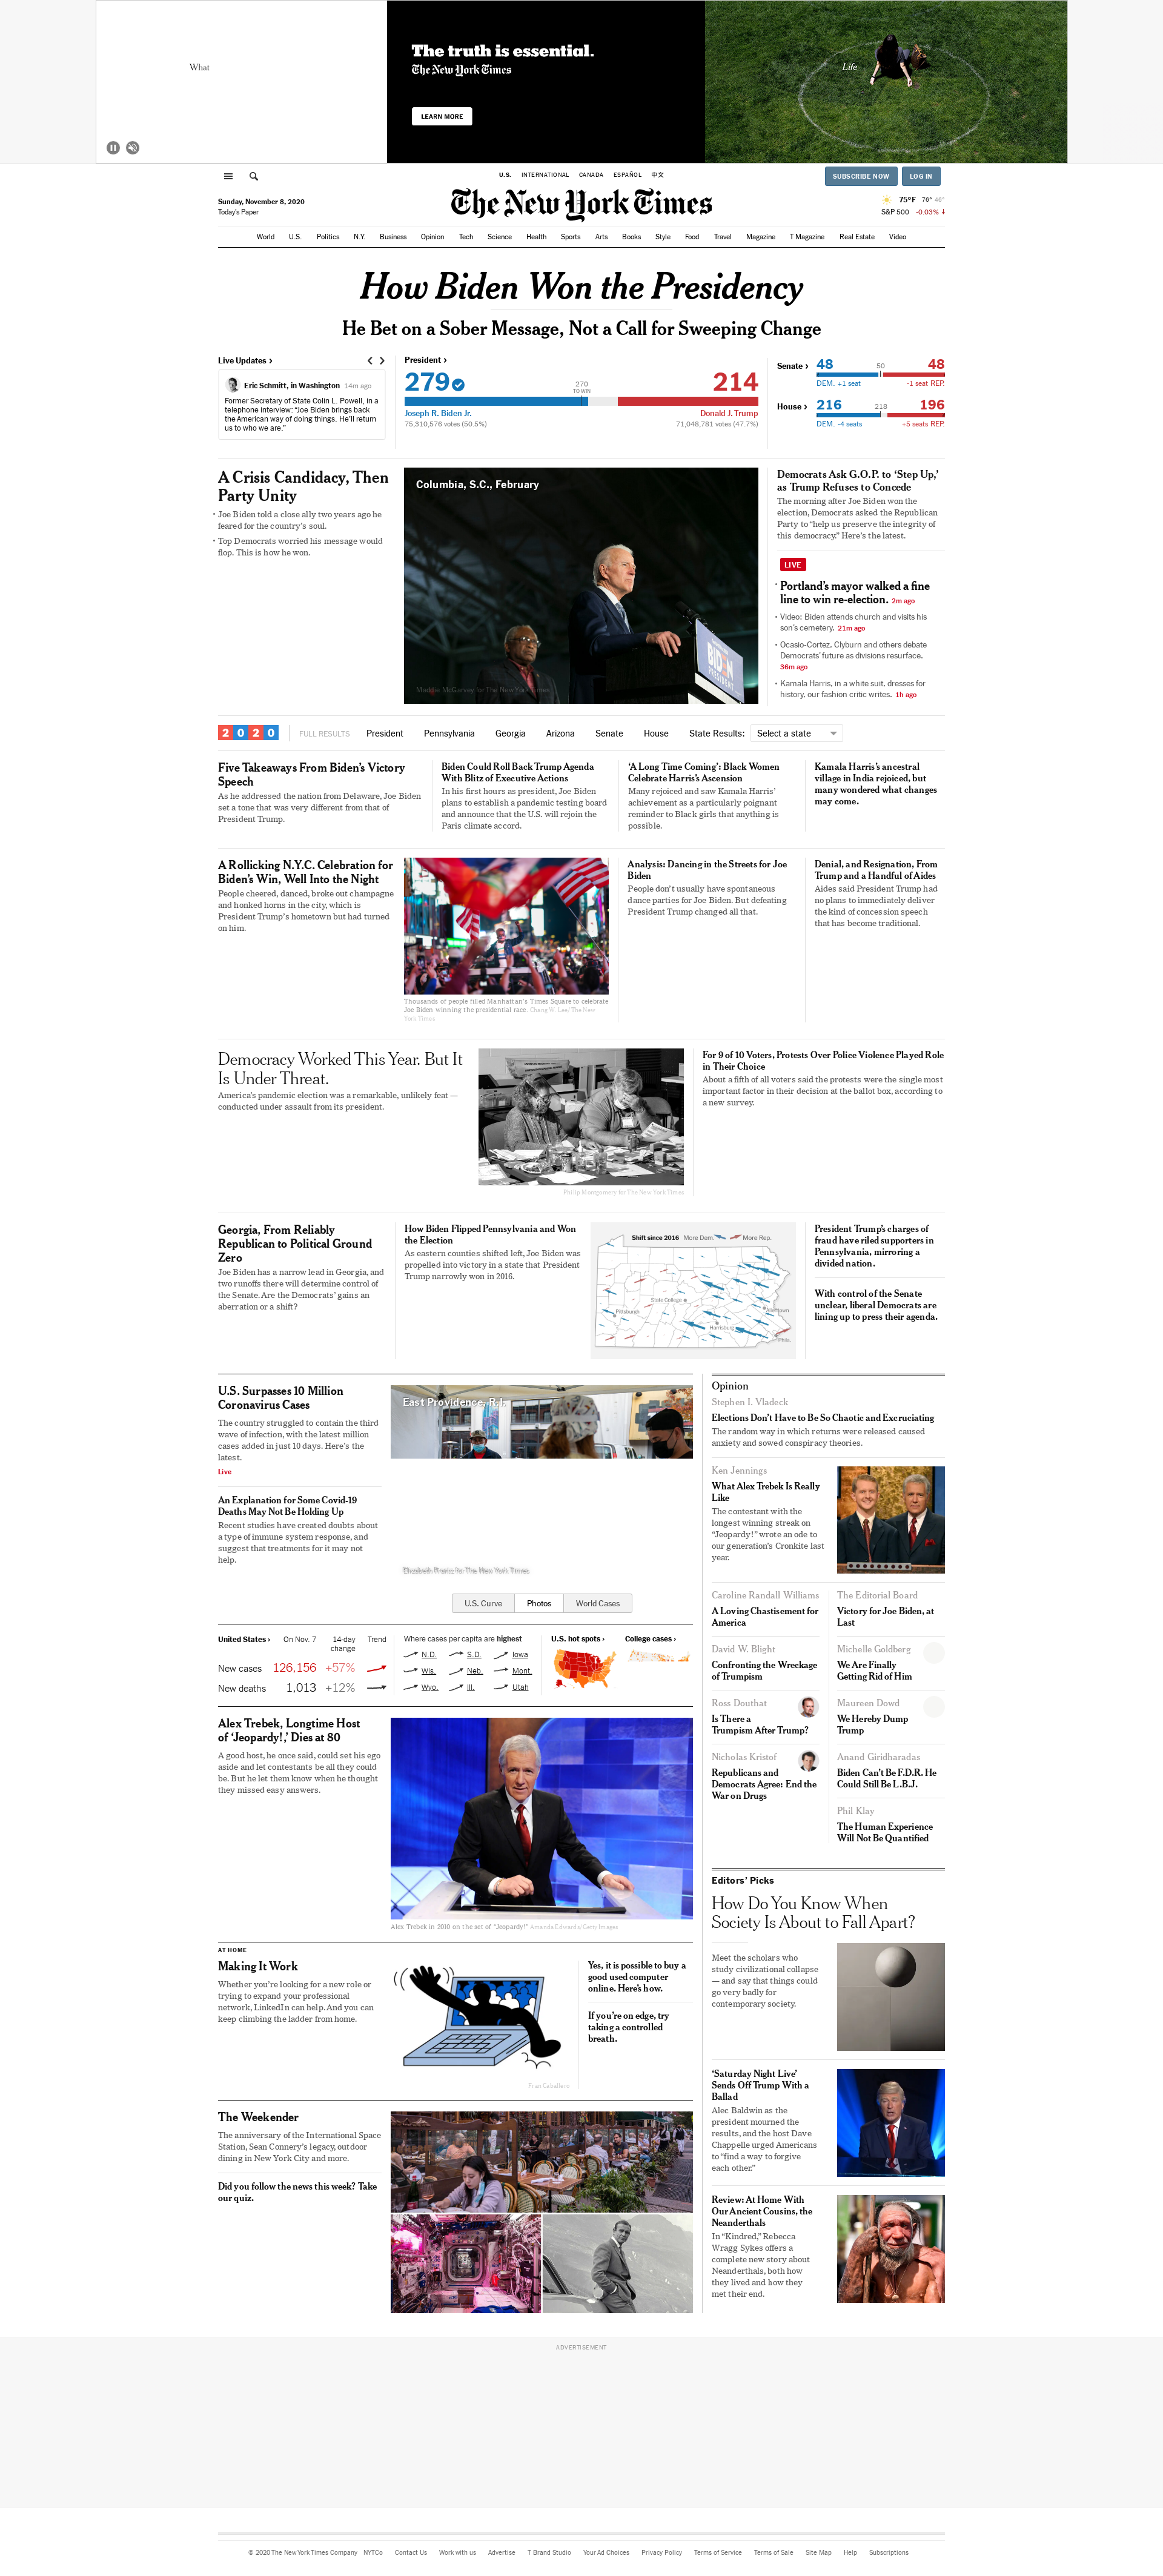 What
The truth is essential.
The New York Times
LEARN MORE
Life
U.S. INTERNATIONAL CANADA ESPAÑOL 中文
SUBSCRIBE NOW LOG IN
Sunday, November 8, 2020
Today's Paper
The New York Times
75°F 76° 46°
S&P 500 -0.03% ↓
World U.S. Politics N.Y. Business Opinion Tech Science Health Sports Arts Books Style Food Travel Magazine T Magazine Real Estate Video
How Biden Won the Presidency
He Bet on a Sober Message, Not a Call for Sweeping Change
Live Updates ›
Eric Schmitt, in Washington 14m ago
Former Secretary of State Colin L. Powell, in a
telephone interview: "Joe Biden brings back
the American way of doing things. He'll return
us to who we are."
President ›
279 214
270
TO WIN
Joseph R. Biden Jr. Donald J. Trump
75,310,576 votes (50.5%) 71,048,781 votes (47.7%)
Senate › 48 50 48
DEM. +1 seat -1 seat REP.
House › 216 218 196
DEM. -4 seats +5 seats REP.
A Crisis Candidacy, Then
Party Unity
• Joe Biden told a close ally two years ago he
feared for the country's soul.
• Top Democrats worried his message would
flop. This is how he won.
Columbia, S.C., February
BIDEN
PRESIDENT
Maddie McGarvey for The New York Times
Democrats Ask G.O.P. to 'Step Up,'
as Trump Refuses to Concede
The morning after Joe Biden won the
election, Democrats asked the Republican
Party to "help us preserve the integrity of
this democracy." Here's the latest.
LIVE
• Portland's mayor walked a fine
line to win re-election. 2m ago
• Video: Biden attends church and visits his
son's cemetery. 21m ago
• Ocasio-Cortez, Clyburn and others debate
Democrats' future as divisions resurface.
36m ago
• Kamala Harris, in a white suit, dresses for
history, our fashion critic writes. 1h ago
2020 FULL RESULTS President Pennsylvania Georgia Arizona Senate House State Results: Select a state
Five Takeaways From Biden's Victory
Speech
As he addressed the nation from Delaware, Joe Biden
set a tone that was very different from that of
President Trump.
Biden Could Roll Back Trump Agenda
With Blitz of Executive Actions
In his first hours as president, Joe Biden
plans to establish a pandemic testing board
and announce that the U.S. will rejoin the
Paris climate accord.
'A Long Time Coming': Black Women
Celebrate Harris's Ascension
Many rejoiced and saw Kamala Harris'
achievement as a particularly poignant
reminder to Black girls that anything is
possible.
Kamala Harris's ancestral
village in India rejoiced, but
many wondered what changes
may come.
A Rollicking N.Y.C. Celebration for
Biden's Win, Well Into the Night
People cheered, danced, broke out champagne
and honked horns in the city, which is
President Trump's hometown but had turned
on him.
Thousands of people filled Manhattan's Times Square to celebrate
Joe Biden winning the presidential race. Chang W. Lee/The New
York Times
Analysis: Dancing in the Streets for Joe
Biden
People don't usually have spontaneous
dance parties for Joe Biden. But defeating
President Trump changed all that.
Denial, and Resignation, From
Trump and a Handful of Aides
Aides said President Trump had
no plans to immediately deliver
the kind of concession speech
that has become traditional.
Democracy Worked This Year. But It
Is Under Threat.
America's pandemic election was a remarkable, unlikely feat —
conducted under assault from its president.
Philip Montgomery for The New York Times
For 9 of 10 Voters, Protests Over Police Violence Played Role
in Their Choice
About a fifth of all voters said the protests were the single most
important factor in their decision at the ballot box, according to
a new survey.
Georgia, From Reliably
Republican to Political Ground
Zero
Joe Biden has a narrow lead in Georgia, and
two runoffs there will determine control of
the Senate. Are the Democrats' gains an
aberration or a shift?
How Biden Flipped Pennsylvania and Won
the Election
As eastern counties shifted left, Joe Biden was
propelled into victory in a state that President
Trump narrowly won in 2016.
Shift since 2016 More Dem. More Rep.
State College
Pittsburgh
Harrisburg
Phila.
President Trump's charges of
fraud have riled supporters in
Pennsylvania, mirroring a
divided nation.
With control of the Senate
unclear, liberal Democrats are
lining up to press their agenda.
U.S. Surpasses 10 Million
Coronavirus Cases
The country struggled to contain the third
wave of infection, with the latest million
cases added in just 10 days. Here's the
latest.
Live
An Explanation for Some Covid-19
Deaths May Not Be Holding Up
Recent studies have created doubts about
a type of immune system response, and
suggest that treatments for it may not
help.
East Providence, R.I.
Elizabeth Frantz for The New York Times
U.S. Curve Photos World Cases
United States › On Nov. 7 14-day change Trend
New cases 126,156 +57%
New deaths 1,013 +12%
Where cases per capita are highest
N.D. S.D. Iowa
Wis. Neb. Mont.
Wyo. Ill. Utah
U.S. hot spots › College cases ›
Alex Trebek, Longtime Host
of 'Jeopardy!,' Dies at 80
A good host, he once said, could set his ego
aside and let contestants be all they could
be. But he let them know when he thought
they missed easy answers.
Alex Trebek in 2010 on the set of "Jeopardy!" Amanda Edwards/Getty Images
AT HOME
Making It Work
Whether you're looking for a new role or
trying to expand your professional
network, LinkedIn can help. And you can
keep climbing the ladder from home.
Fran Caballero
Yes, it is possible to buy a
good used computer
online. Here's how.
If you're on edge, try
taking a controlled
breath.
The Weekender
The anniversary of the International Space
Station, Sean Connery's legacy, outdoor
dining in New York City and more.
Did you follow the news this week? Take
our quiz.
Opinion
Stephen I. Vladeck
Elections Don't Have to Be So Chaotic and Excruciating
The random way in which returns were released caused
anxiety and sowed conspiracy theories.
Ken Jennings
What Alex Trebek Is Really
Like
The contestant with the
longest winning streak on
"Jeopardy!" wrote an ode to
our generation's Cronkite last
year.
Caroline Randall Williams
A Loving Chastisement for
America
The Editorial Board
Victory for Joe Biden, at
Last
David W. Blight
Confronting the Wreckage
of Trumpism
Michelle Goldberg
We Are Finally
Getting Rid of Him
Ross Douthat
Is There a
Trumpism After Trump?
Maureen Dowd
We Hereby Dump
Trump
Nicholas Kristof
Republicans and
Democrats Agree: End the
War on Drugs
Anand Giridharadas
Biden Can't Be F.D.R. He
Could Still Be L.B.J.
Phil Klay
The Human Experience
Will Not Be Quantified
Editors' Picks
How Do You Know When
Society Is About to Fall Apart?
Meet the scholars who
study civilizational collapse
— and say that things could
go very badly for
contemporary society.
'Saturday Night Live'
Sends Off Trump With a
Ballad
Alec Baldwin as the
president mourned the
results, and the host Dave
Chappelle urged Americans
to "find a way to forgive
each other."
Review: At Home With
Our Ancient Cousins, the
Neanderthals
In "Kindred," Rebecca
Wragg Sykes offers a
complete new story about
Neanderthals, both how
they lived and how they
met their end.
ADVERTISEMENT
© 2020 The New York Times Company NYTCo Contact Us Work with us Advertise T Brand Studio Your Ad Choices Privacy Policy Terms of Service Terms of Sale Site Map Help Subscriptions